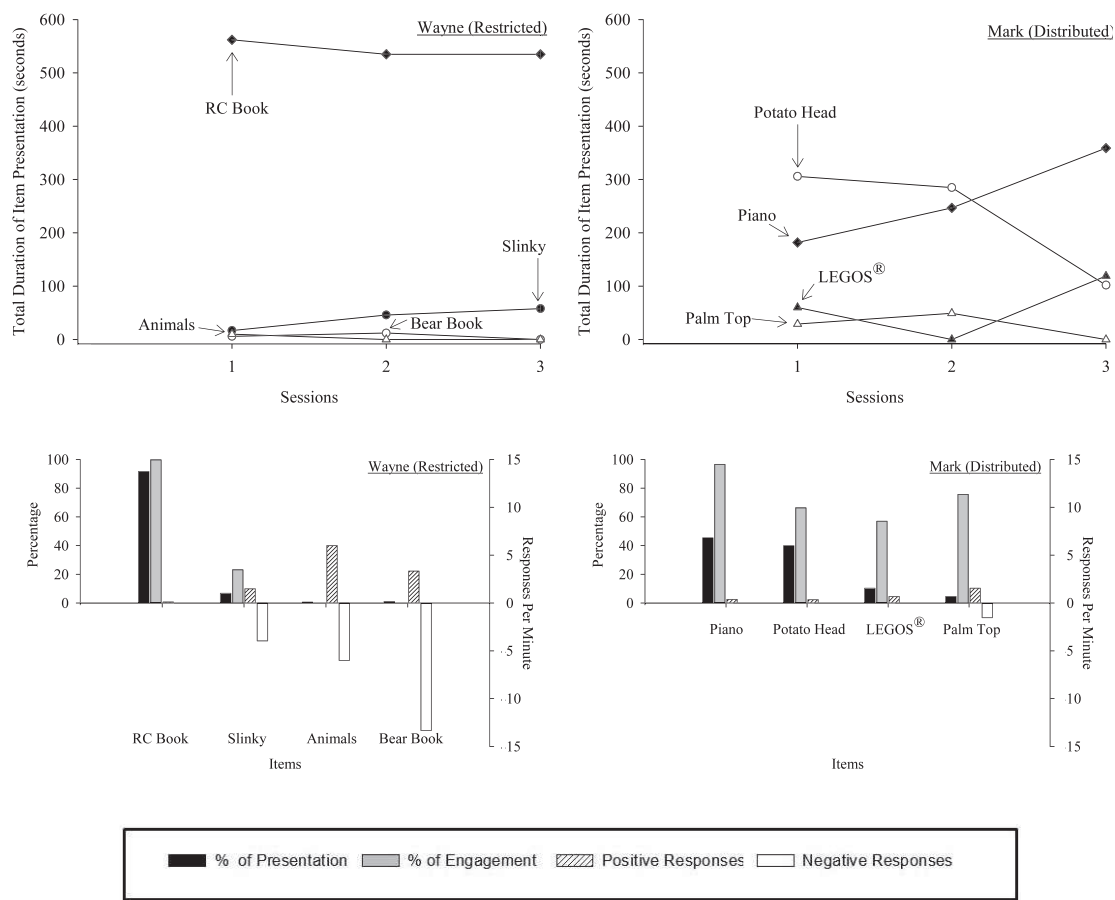 Wayne (Restricted)
Total Duration of Item Presentation (seconds)
600
500
400
300
200
100
0
RC Book
Slinky
Animals
Bear Book
1 2 3
Sessions
Mark (Distributed)
Total Duration of Item Presentation (seconds)
600
500
400
300
200
100
0
Potato Head
Piano
LEGOS®
Palm Top
1 2 3
Sessions
Wayne (Restricted)
Percentage
100
80
60
40
20
0
15
10
5
0
-5
-10
-15
Responses Per Minute
RC Book Slinky Animals Bear Book
Items
Mark (Distributed)
Percentage
100
80
60
40
20
0
15
10
5
0
-5
-10
-15
Responses Per Minute
Piano Potato Head LEGOS® Palm Top
Items
% of Presentation % of Engagement Positive Responses Negative Responses